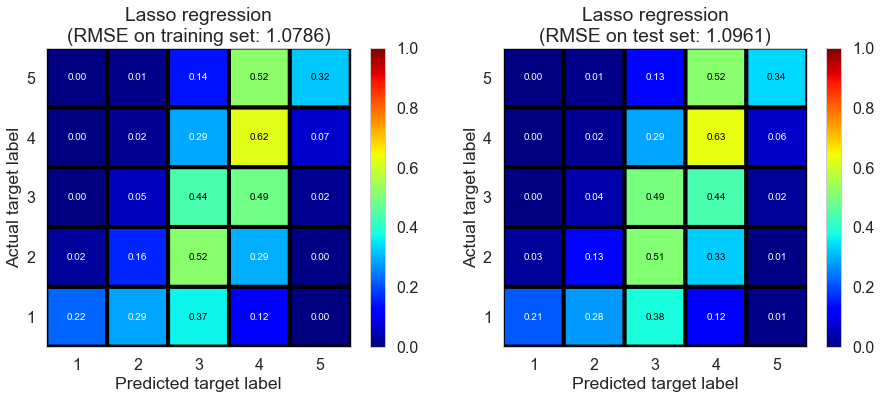 Lasso regression
(RMSE on training set: 1.0786)
Actual target label
5 0.00 0.01 0.14 0.52 0.32
4 0.00 0.02 0.29 0.62 0.07
3 0.00 0.05 0.44 0.49 0.02
2 0.02 0.16 0.52 0.29 0.00
1 0.22 0.29 0.37 0.12 0.00
1 2 3 4 5
Predicted target label
1.0
0.8
0.6
0.4
0.2
0.0
Lasso regression
(RMSE on test set: 1.0961)
Actual target label
5 0.00 0.01 0.13 0.52 0.34
4 0.00 0.02 0.29 0.63 0.06
3 0.00 0.04 0.49 0.44 0.02
2 0.03 0.13 0.51 0.33 0.01
1 0.21 0.28 0.38 0.12 0.01
1 2 3 4 5
Predicted target label
1.0
0.8
0.6
0.4
0.2
0.0